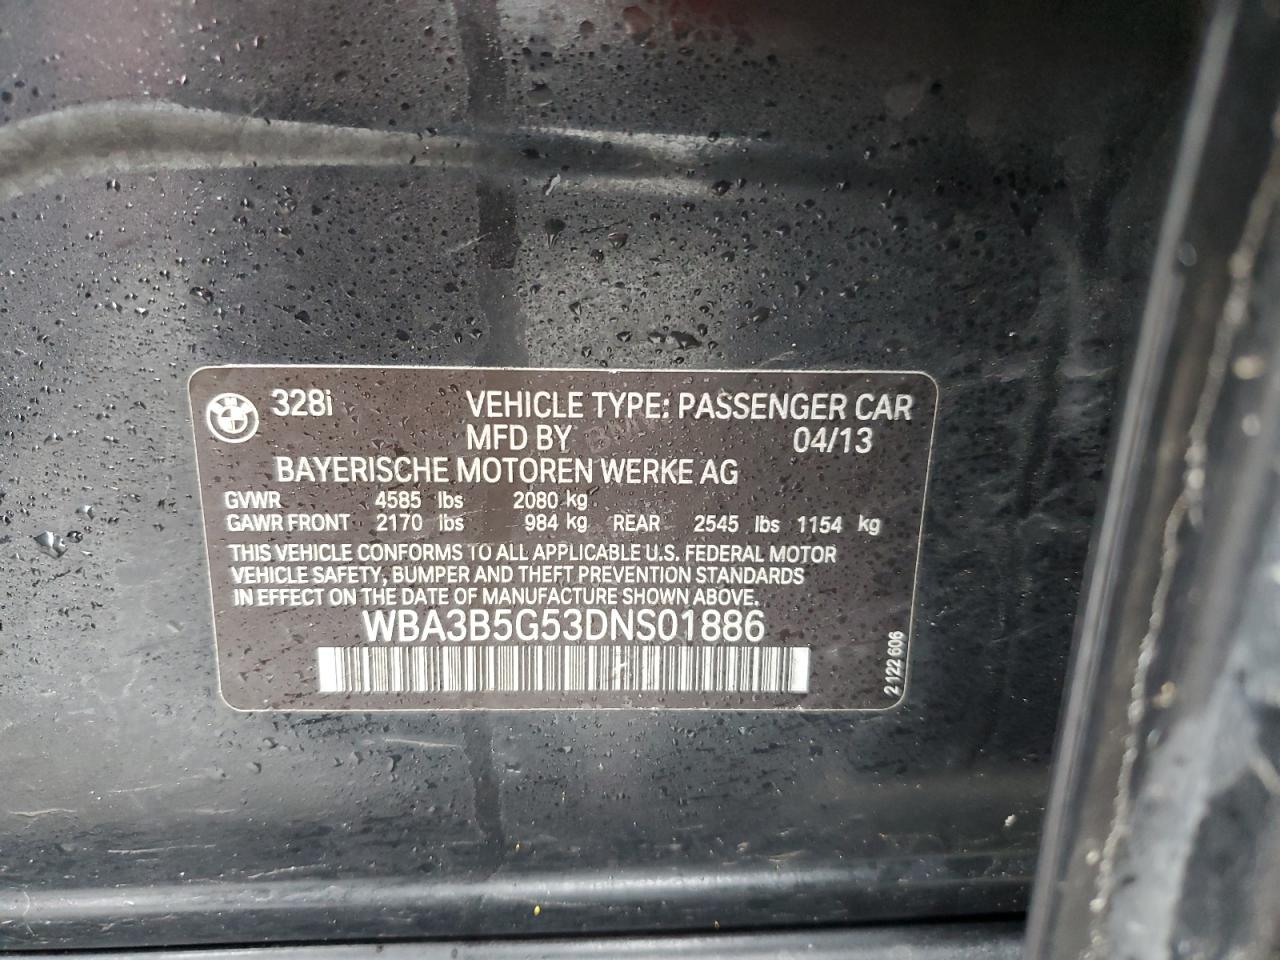 328i VEHICLE TYPE: PASSENGER CAR
MFD BY 04/13
BAYERISCHE MOTOREN WERKE AG
GVWR 4585 lbs 2080 kg
GAWR FRONT 2170 lbs 984 kg REAR 2545 lbs 1154 kg
THIS VEHICLE CONFORMS TO ALL APPLICABLE U.S. FEDERAL MOTOR
VEHICLE SAFETY, BUMPER AND THEFT PREVENTION STANDARDS
IN EFFECT ON THE DATE OF MANUFACTURE SHOWN ABOVE.
WBA3B5G53DNS01886
2 122 606